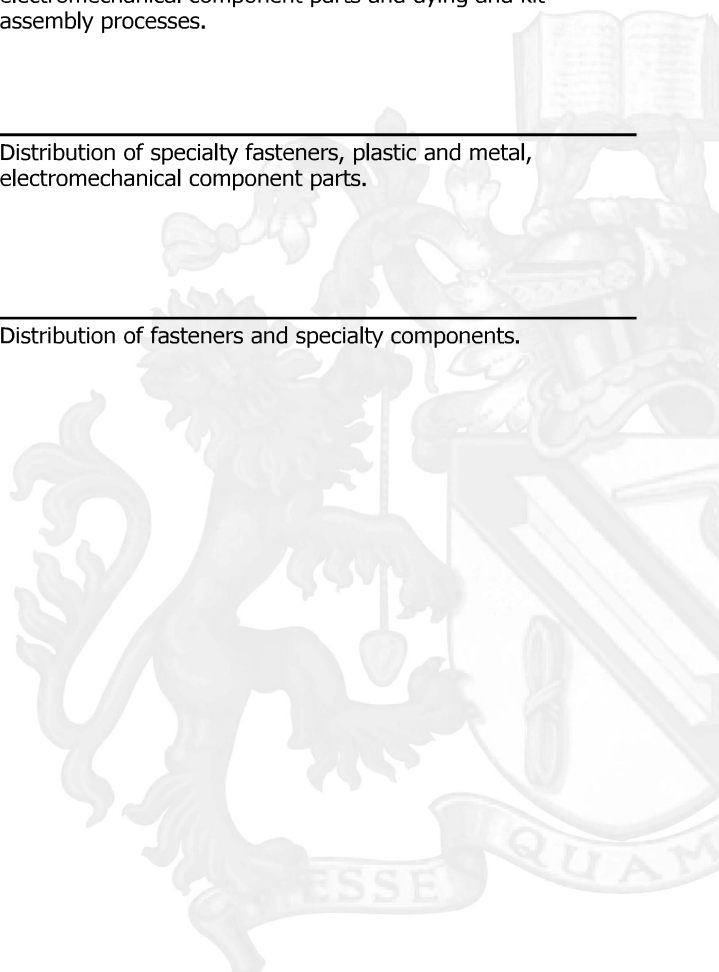 electromechanical component parts and dying and kit
assembly processes.
Distribution of specialty fasteners, plastic and metal,
electromechanical component parts.
Distribution of fasteners and specialty components.
ESSE
QUAM